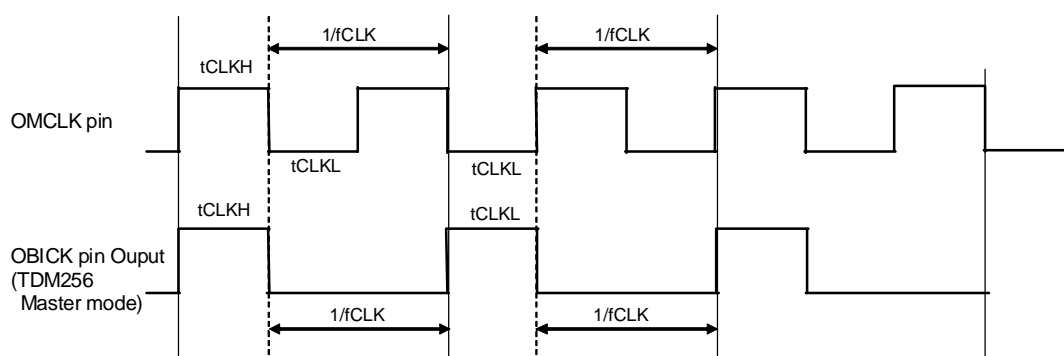 1/fCLK
1/fCLK
tCLKH
OMCLK pin
tCLKL
tCLKL
tCLKH
tCLKL
OBICK pin Ouput
(TDM256
Master mode)
1/fCLK
1/fCLK